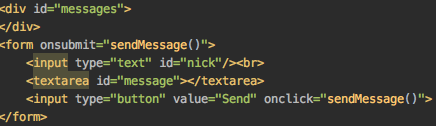 <div id="messages">
</div>
<form onsubmit="sendMessage()">
<input type="text" id="nick"/><br>
<textarea id="message"></textarea>
<input type="button" value="Send" onclick="sendMessage()">
</form>